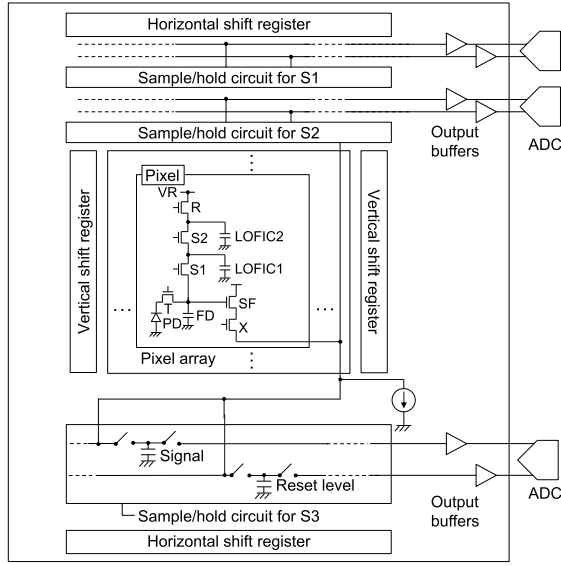 Horizontal shift register
Sample/hold circuit for S1
Sample/hold circuit for S2
Output
buffers
ADC
Vertical shift register
Pixel
VR
R
S2
LOFIC2
S1
LOFIC1
T
SF
PD
FD
X
Pixel array
Vertical shift register
Signal
Reset level
Sample/hold circuit for S3
Output
buffers
ADC
Horizontal shift register